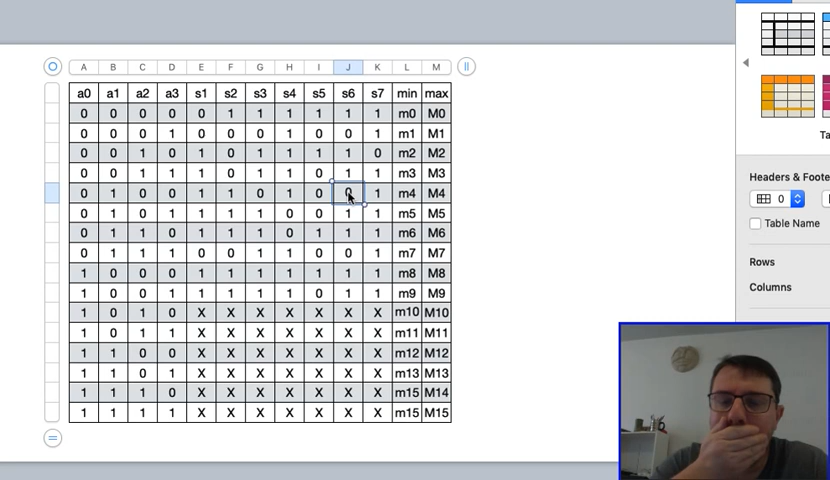 A B C D E F G H I J K L M
a0 a1 a2 a3 s1 s2 s3 s4 s5 s6 s7 min max
0 0 0 0 0 1 1 1 1 1 1 m0 M0
0 0 0 1 0 0 0 1 0 0 1 m1 M1
0 0 1 0 1 0 1 1 1 1 0 m2 M2
0 0 1 1 1 0 1 1 0 1 1 m3 M3
0 1 0 0 1 1 0 1 0 0 1 m4 M4
0 1 0 1 1 1 1 0 0 1 1 m5 M5
0 1 1 0 1 1 1 0 1 1 1 m6 M6
0 1 1 1 0 0 1 1 0 0 1 m7 M7
1 0 0 0 1 1 1 1 1 1 1 m8 M8
1 0 0 1 1 1 1 1 0 1 1 m9 M9
1 0 1 0 X X X X X X X m10 M10
1 0 1 1 X X X X X X X m11 M11
1 1 0 0 X X X X X X X m12 M12
1 1 0 1 X X X X X X X m13 M13
1 1 1 0 X X X X X X X m15 M14
1 1 1 1 X X X X X X X m15 M15
Ta
Headers & Foote
0
Table Name
Rows
Columns